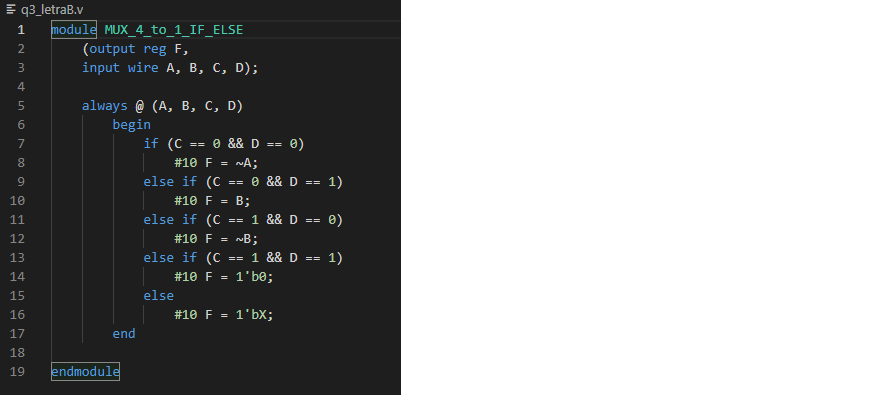 q3_letraB.v
1 module MUX_4_to_1_IF_ELSE
2 (output reg F,
3 input wire A, B, C, D);
4
5 always @ (A, B, C, D)
6 begin
7 if (C == 0 && D == 0)
8 #10 F = ~A;
9 else if (C == 0 && D == 1)
10 #10 F = B;
11 else if (C == 1 && D == 0)
12 #10 F = ~B;
13 else if (C == 1 && D == 1)
14 #10 F = 1'b0;
15 else
16 #10 F = 1'bX;
17 end
18
19 endmodule